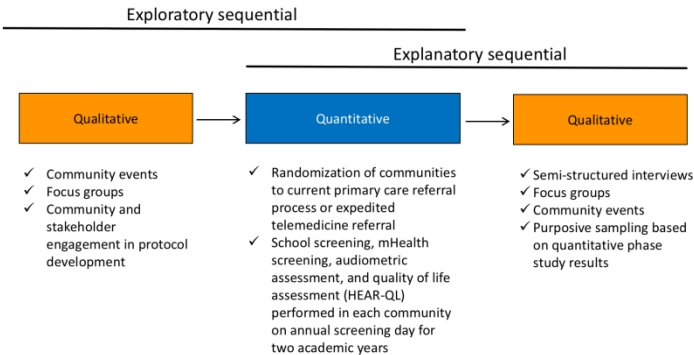 Exploratory sequential
Explanatory sequential
Qualitative
Quantitative
Qualitative
✓ Community events
✓ Focus groups
✓ Community and
stakeholder
engagement in protocol
development
✓ Randomization of communities
to current primary care referral
process or expedited
telemedicine referral
✓ School screening, mHealth
screening, audiometric
assessment, and quality of life
assessment (HEAR-QL)
performed in each community
on annual screening day for
two academic years
✓ Semi-structured interviews
✓ Focus groups
✓ Community events
✓ Purposive sampling based
on quantitative phase
study results